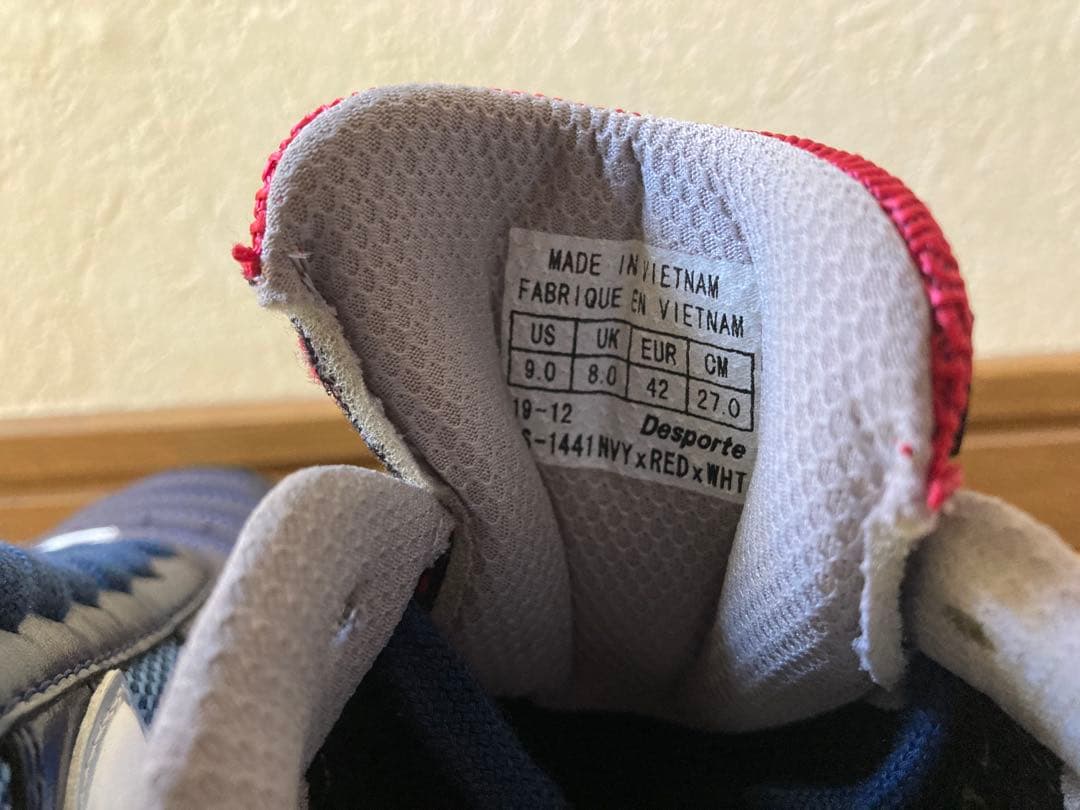 MADE IN VIETNAM
FABRIQUE EN VIETNAM
US UK EUR CM
9.0 8.0 42 27.0
19-12 Desporte
S-1441 NVY x RED x WHT